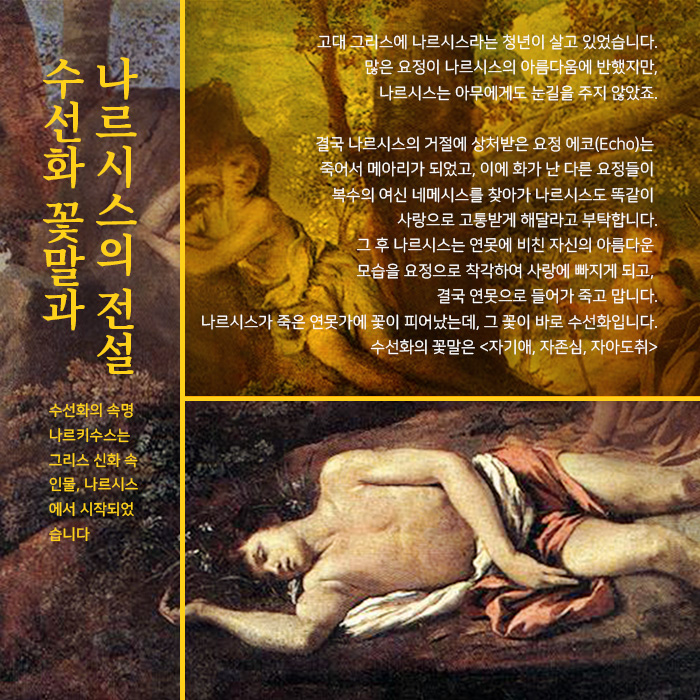 수선화 꽃말과
나르시스의 전설
수선화의 속명
나르키수스는
그리스 신화 속
인물, 나르시스
에서 시작되었
습니다
고대 그리스에 나르시스라는 청년이 살고 있었습니다.
많은 요정이 나르시스의 아름다움에 반했지만,
나르시스는 아무에게도 눈길을 주지 않았죠.
결국 나르시스의 거절에 상처받은 요정 에코(Echo)는
죽어서 메아리가 되었고, 이에 화가 난 다른 요정들이
복수의 여신 네메시스를 찾아가 나르시스도 똑같이
사랑으로 고통받게 해달라고 부탁합니다.
그 후 나르시스는 연못에 비친 자신의 아름다운
모습을 요정으로 착각하여 사랑에 빠지게 되고,
결국 연못으로 들어가 죽고 맙니다.
나르시스가 죽은 연못가에 꽃이 피어났는데, 그 꽃이 바로 수선화입니다.
수선화의 꽃말은 <자기애, 자존심, 자아도취>